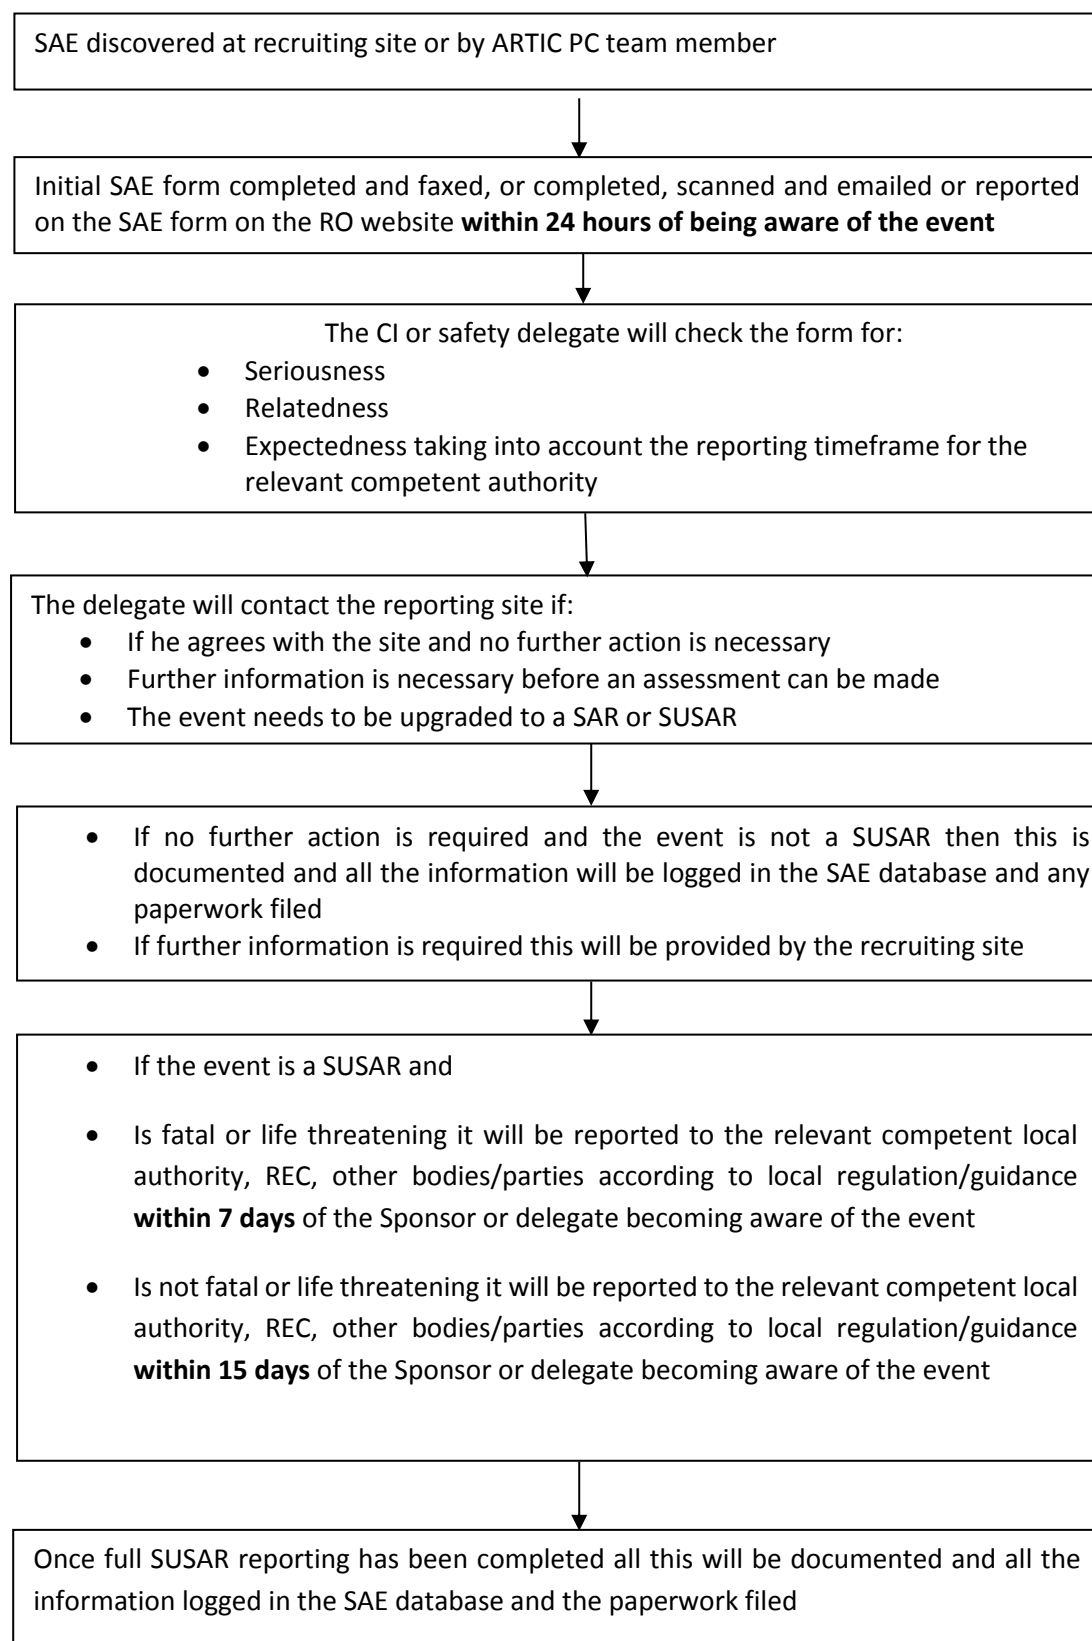 SAE discovered at recruiting site or by ARTIC PC team member
Initial SAE form completed and faxed, or completed, scanned and emailed or reported
on the SAE form on the RO website within 24 hours of being aware of the event
The CI or safety delegate will check the form for:
• Seriousness
• Relatedness
• Expectedness taking into account the reporting timeframe for the
relevant competent authority
The delegate will contact the reporting site if:
• If he agrees with the site and no further action is necessary
• Further information is necessary before an assessment can be made
• The event needs to be upgraded to a SAR or SUSAR
• If no further action is required and the event is not a SUSAR then this is
documented and all the information will be logged in the SAE database and any
paperwork filed
• If further information is required this will be provided by the recruiting site
• If the event is a SUSAR and
• Is fatal or life threatening it will be reported to the relevant competent local
authority, REC, other bodies/parties according to local regulation/guidance
within 7 days of the Sponsor or delegate becoming aware of the event
• Is not fatal or life threatening it will be reported to the relevant competent local
authority, REC, other bodies/parties according to local regulation/guidance
within 15 days of the Sponsor or delegate becoming aware of the event
Once full SUSAR reporting has been completed all this will be documented and all the
information logged in the SAE database and the paperwork filed